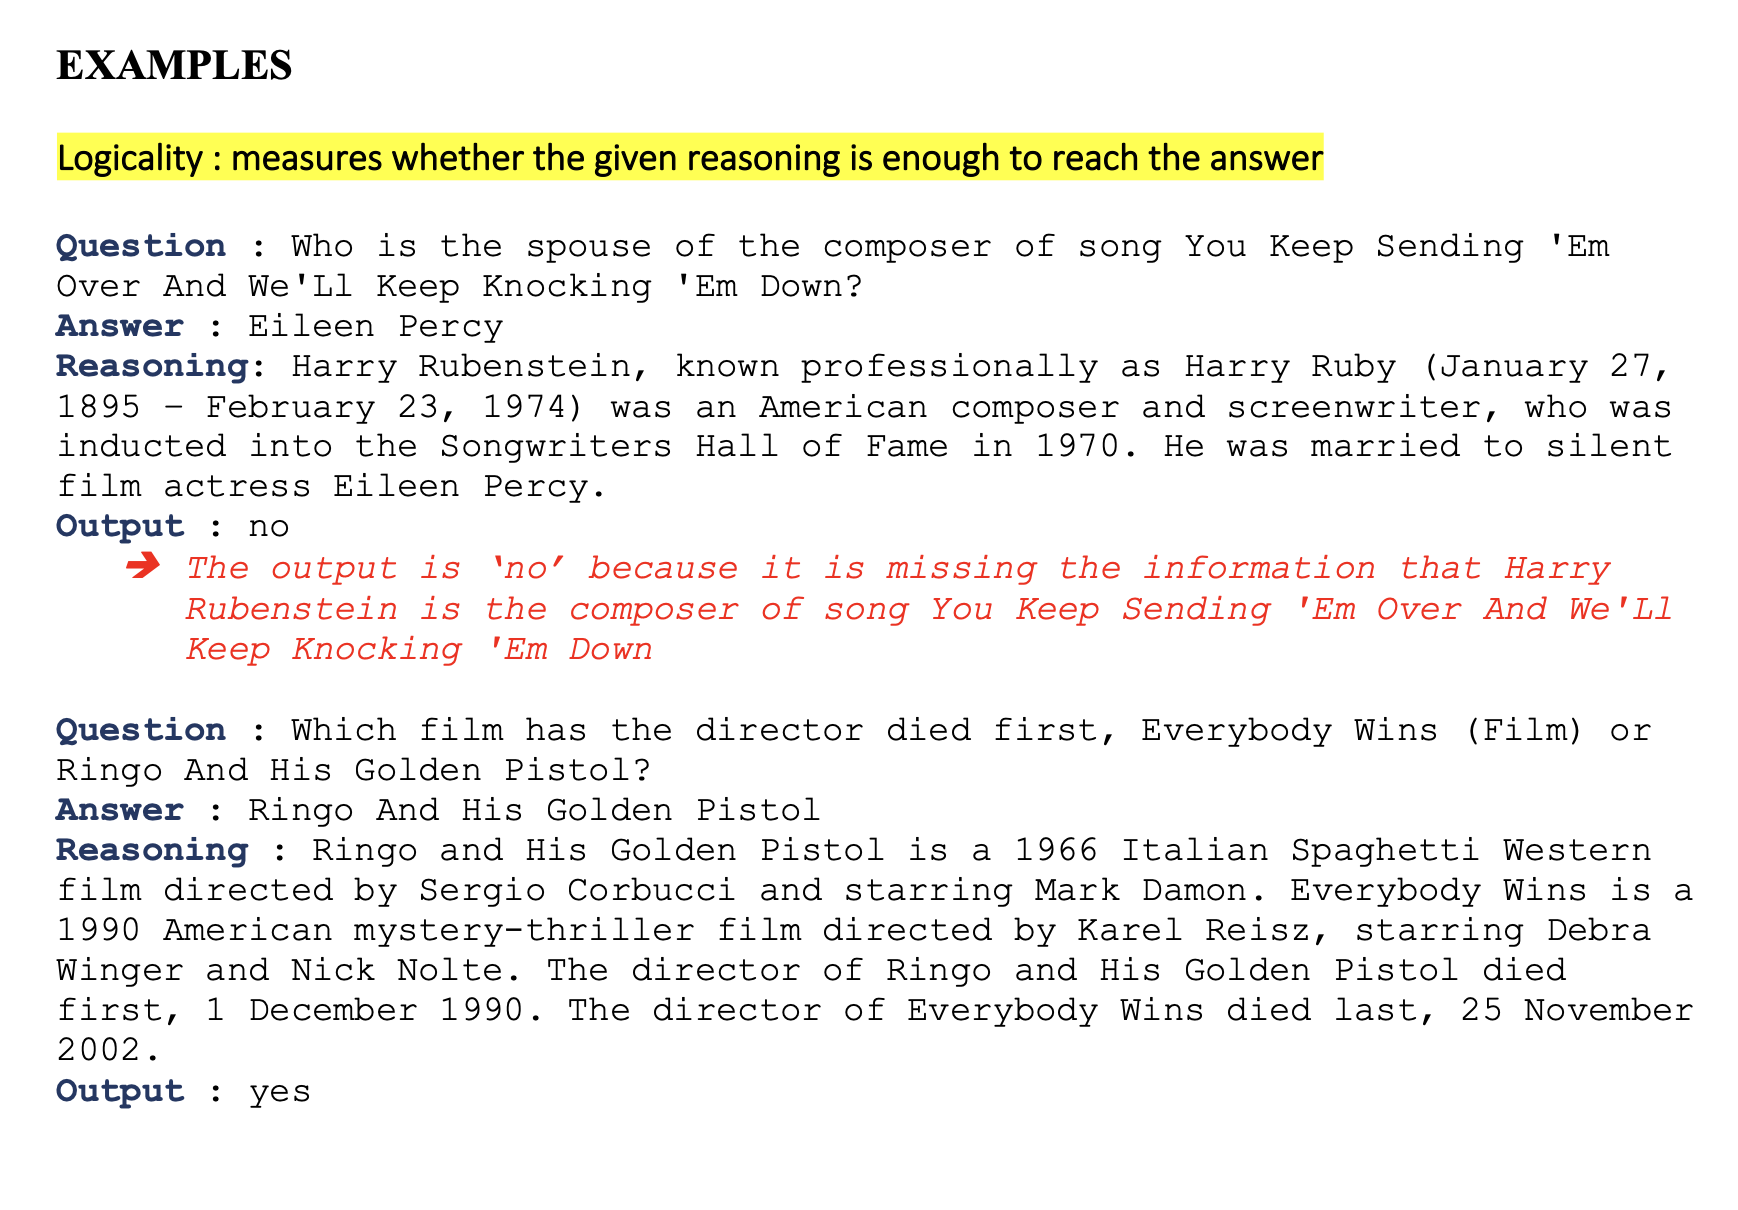 EXAMPLES
Logicality : measures whether the given reasoning is enough to reach the answer
Question : Who is the spouse of the composer of song You Keep Sending 'Em
Over And We'Ll Keep Knocking 'Em Down?
Answer : Eileen Percy
Reasoning: Harry Rubenstein, known professionally as Harry Ruby (January 27,
1895 – February 23, 1974) was an American composer and screenwriter, who was
inducted into the Songwriters Hall of Fame in 1970. He was married to silent
film actress Eileen Percy.
Output : no
➔ The output is ‘no’ because it is missing the information that Harry
Rubenstein is the composer of song You Keep Sending 'Em Over And We'Ll
Keep Knocking 'Em Down
Question : Which film has the director died first, Everybody Wins (Film) or
Ringo And His Golden Pistol?
Answer : Ringo And His Golden Pistol
Reasoning : Ringo and His Golden Pistol is a 1966 Italian Spaghetti Western
film directed by Sergio Corbucci and starring Mark Damon. Everybody Wins is a
1990 American mystery-thriller film directed by Karel Reisz, starring Debra
Winger and Nick Nolte. The director of Ringo and His Golden Pistol died
first, 1 December 1990. The director of Everybody Wins died last, 25 November
2002.
Output : yes